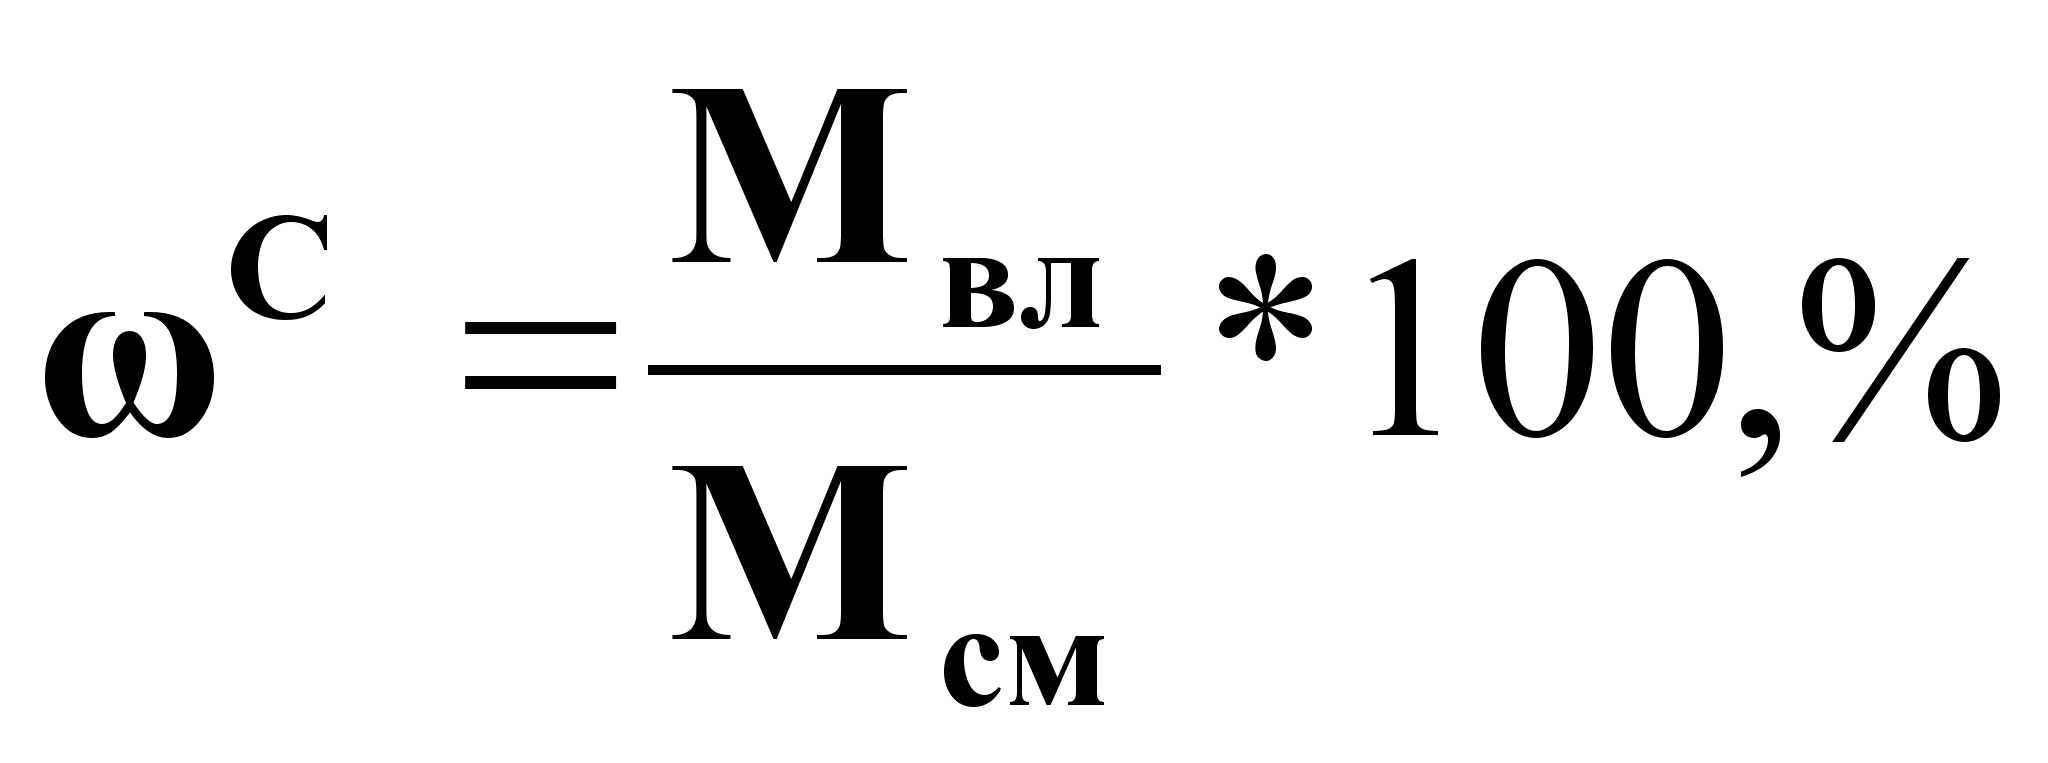 ω^С = М_вл / М_см * 100,%